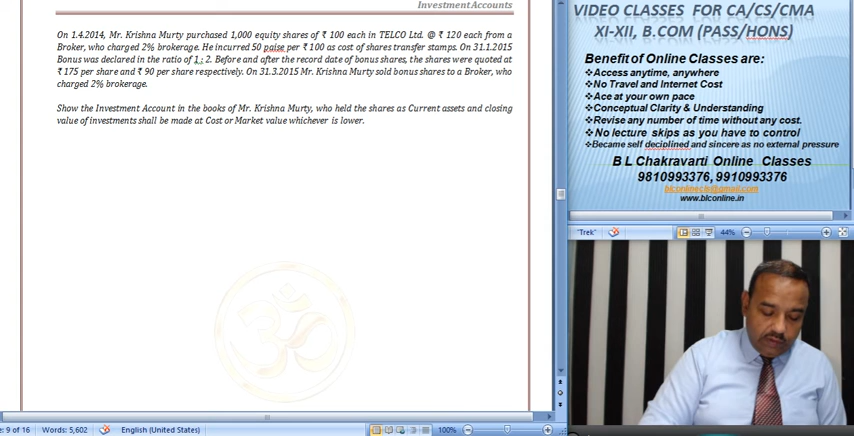 Investment Accounts
On 1.4.2014, Mr. Krishna Murty purchased 1,000 equity shares of ₹ 100 each in TELCO Ltd. @ ₹ 120 each from a
Broker, who charged 2% brokerage. He incurred 50 paise per ₹ 100 as cost of shares transfer stamps. On 31.1.2015
Bonus was declared in the ratio of 1 : 2. Before and after the record date of bonus shares, the shares were quoted at
₹ 175 per share and ₹ 90 per share respectively. On 31.3.2015 Mr. Krishna Murty sold bonus shares to a Broker, who
charged 2% brokerage.
Show the Investment Account in the books of Mr. Krishna Murty, who held the shares as Current assets and closing
value of investments shall be made at Cost or Market value whichever is lower.
ॐ
e: 9 of 16
Words: 5,602
English (United States)
100%
VIDEO CLASSES FOR CA/CS/CMA
XI-XII, B.COM (PASS/HONS)
Benefit of Online Classes are:
❖Access anytime, anywhere
❖No Travel and Internet Cost
❖Ace at your own pace
❖Conceptual Clarity & Understanding
❖Revise any number of time without any cost.
❖No lecture skips as you have to control
❖Became self deciplined and sincere as no external pressure
B L Chakravarti Online Classes
9810993376, 9910993376
www.blconline.in
"Trek"
44%